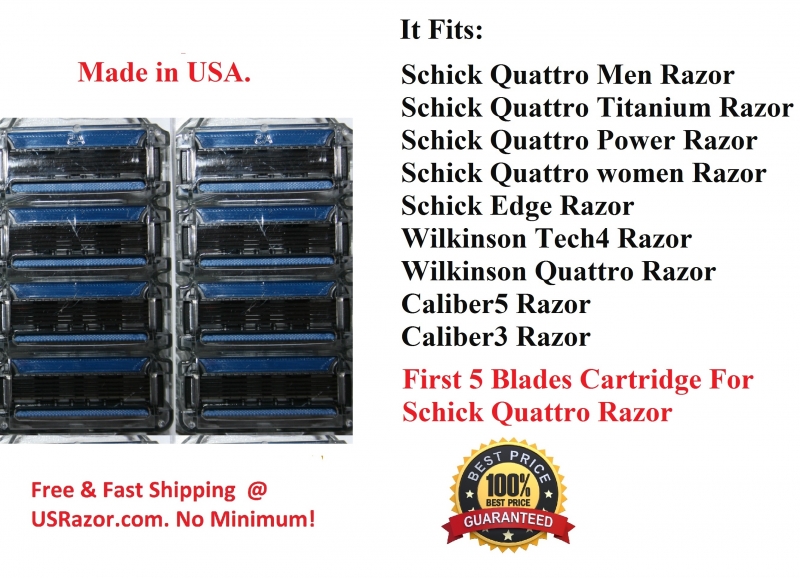 Made in USA.
It Fits:
Schick Quattro Men Razor
Schick Quattro Titanium Razor
Schick Quattro Power Razor
Schick Quattro women Razor
Schick Edge Razor
Wilkinson Tech4 Razor
Wilkinson Quattro Razor
Caliber5 Razor
Caliber3 Razor
First 5 Blades Cartridge For
Schick Quattro Razor
Free & Fast Shipping @
USRazor.com. No Minimum!
BEST PRICE
100%
BEST PRICE
GUARANTEED